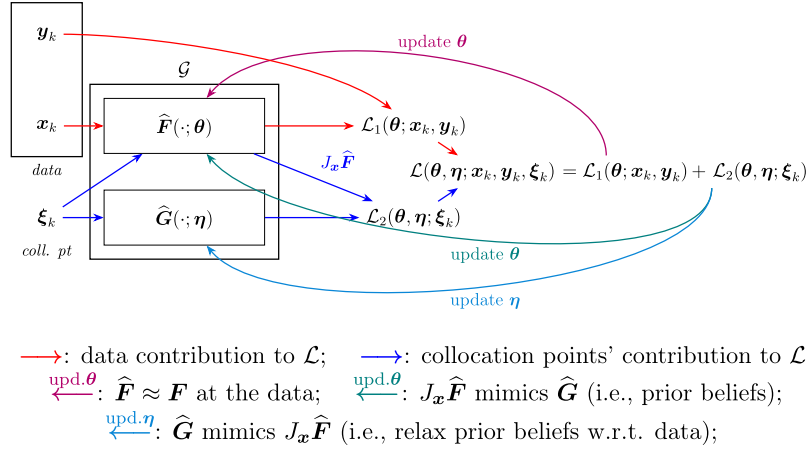 update θ
𝒚ₖ
𝒢
𝒙ₖ
F̂(·; θ)
ℒ₁(θ; 𝒙ₖ, 𝒚ₖ)
J𝒙F̂
data
ℒ(θ, η; 𝒙ₖ, 𝒚ₖ, ξₖ) = ℒ₁(θ; 𝒙ₖ, 𝒚ₖ) + ℒ₂(θ, η; ξₖ)
ξₖ
Ĝ(·; η)
ℒ₂(θ, η; ξₖ)
coll. pt
update θ
update η
⟶: data contribution to ℒ; ⟶: collocation points’ contribution to ℒ
upd.θ ⟵: F̂ ≈ F at the data; upd.θ ⟵: J𝒙F̂ mimics Ĝ (i.e., prior beliefs);
upd.η ⟵: Ĝ mimics J𝒙F̂ (i.e., relax prior beliefs w.r.t. data);